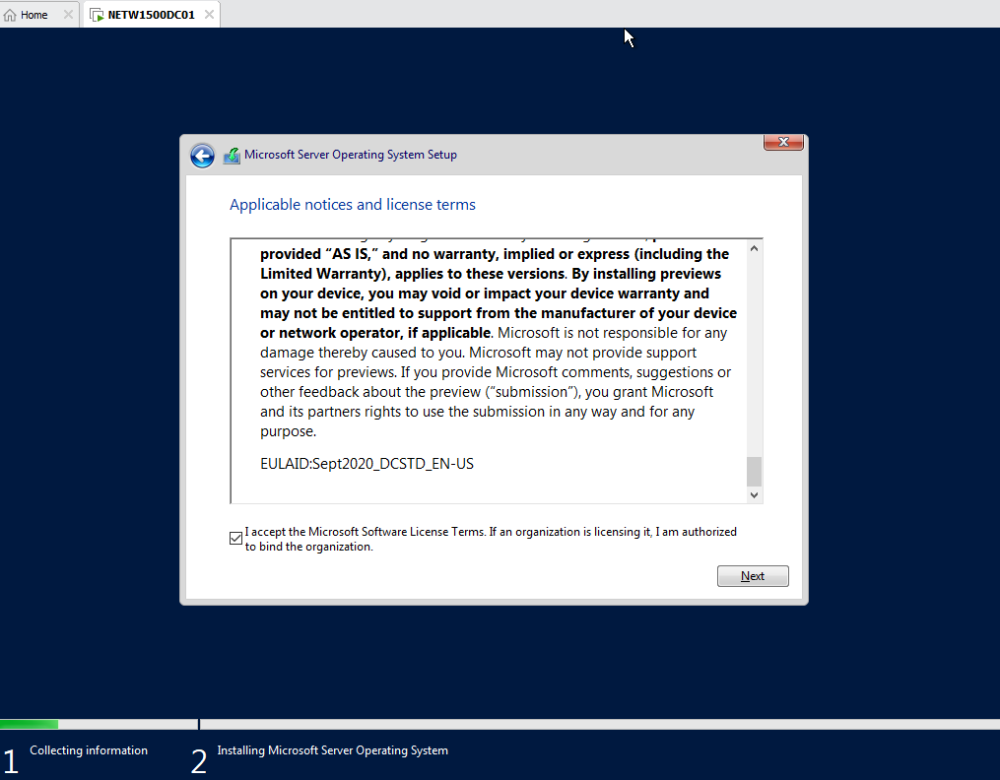 Home
NETW1500DC01
Microsoft Server Operating System Setup
Applicable notices and license terms
provided “AS IS,” and no warranty, implied or express (including the
Limited Warranty), applies to these versions. By installing previews
on your device, you may void or impact your device warranty and
may not be entitled to support from the manufacturer of your device
or network operator, if applicable. Microsoft is not responsible for any
damage thereby caused to you. Microsoft may not provide support
services for previews. If you provide Microsoft comments, suggestions or
other feedback about the preview (“submission”), you grant Microsoft
and its partners rights to use the submission in any way and for any
purpose.
EULAID:Sept2020_DCSTD_EN-US
I accept the Microsoft Software License Terms. If an organization is licensing it, I am authorized
to bind the organization.
Next
1 Collecting information
2 Installing Microsoft Server Operating System